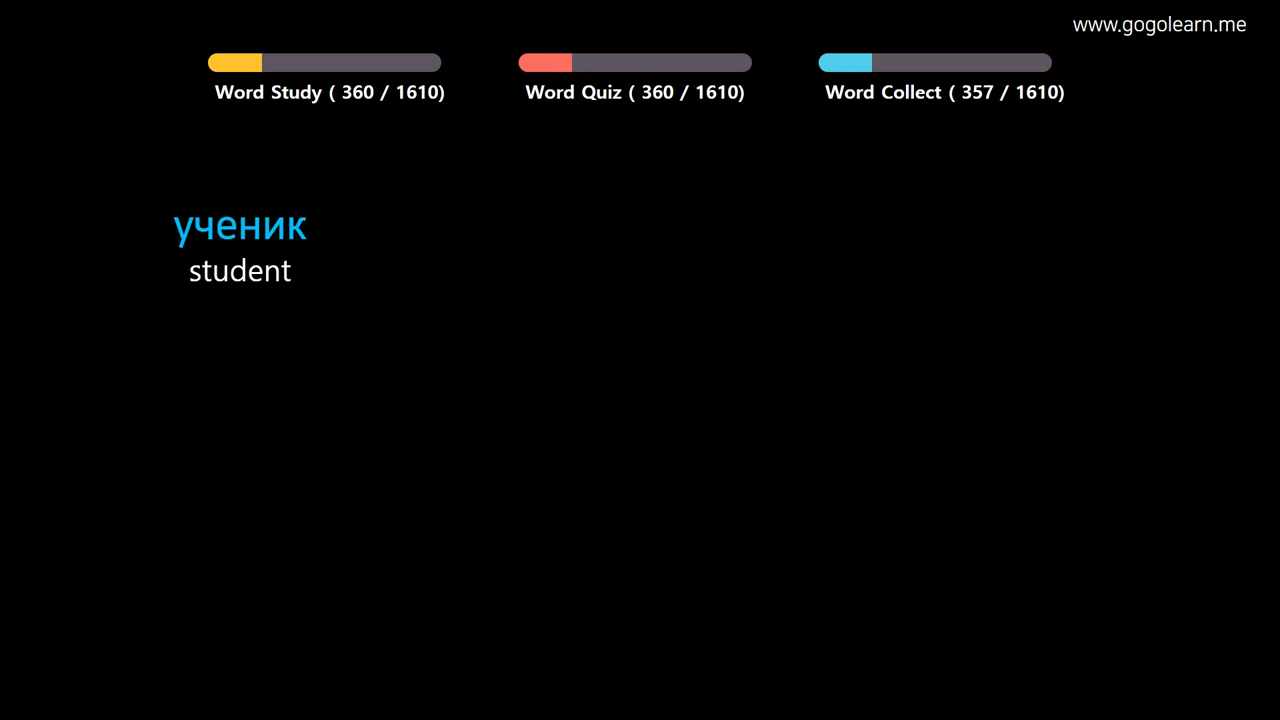 www.gogolearn.me
Word Study ( 360 / 1610)
Word Quiz ( 360 / 1610)
Word Collect ( 357 / 1610)
ученик
student